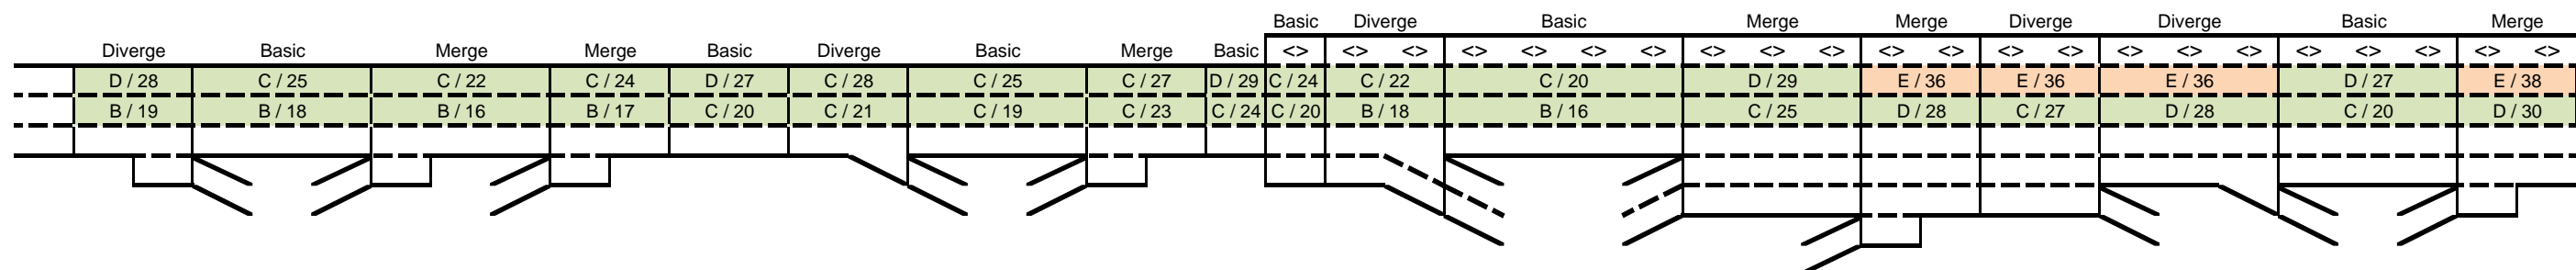 Basic Diverge Basic Merge Merge Diverge Diverge Basic Merge
Diverge Basic Merge Merge Basic Diverge Basic Merge Basic <> <> <> <> <> <> <> <> <> <> <> <> <> <> <> <> <> <> <> <> <> <>
D / 28 C / 25 C / 22 C / 24 D / 27 C / 28 C / 25 C / 27 D / 29 C / 24 C / 22 C / 20 D / 29 E / 36 E / 36 E / 36 D / 27 E / 38
B / 19 B / 18 B / 16 B / 17 C / 20 C / 21 C / 19 C / 23 C / 24 C / 20 B / 18 B / 16 C / 25 D / 28 C / 27 D / 28 C / 20 D / 30